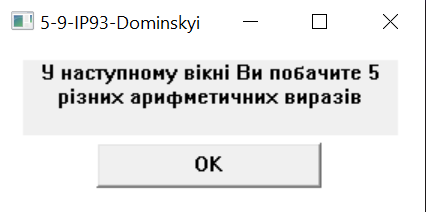 5-9-IP93-Dominskyi
У наступному вікні Ви побачите 5
різних арифметичних виразів
OK